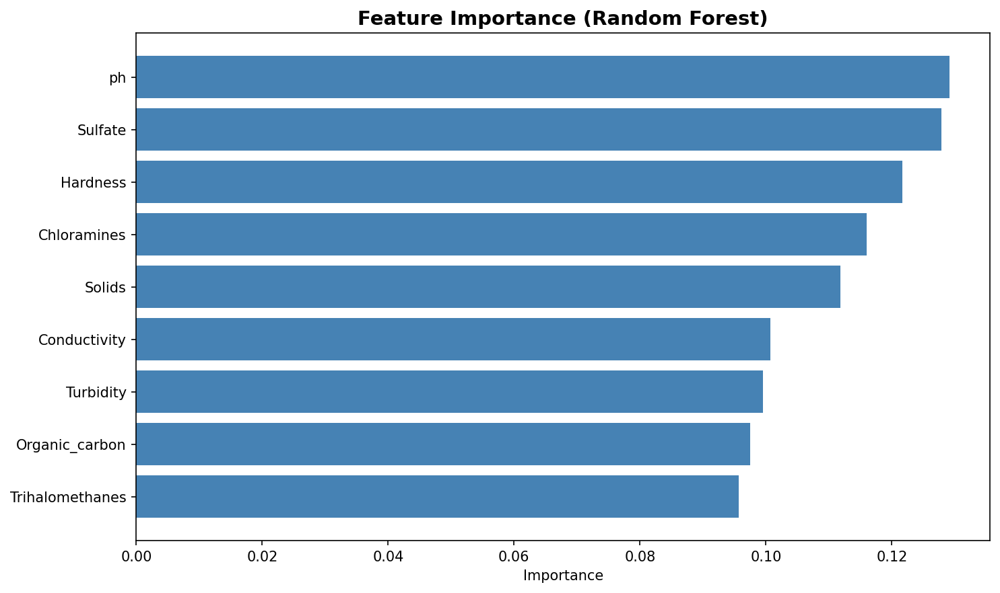 Feature Importance (Random Forest)
ph
Sulfate
Hardness
Chloramines
Solids
Conductivity
Turbidity
Organic_carbon
Trihalomethanes
0.00 0.02 0.04 0.06 0.08 0.10 0.12
Importance